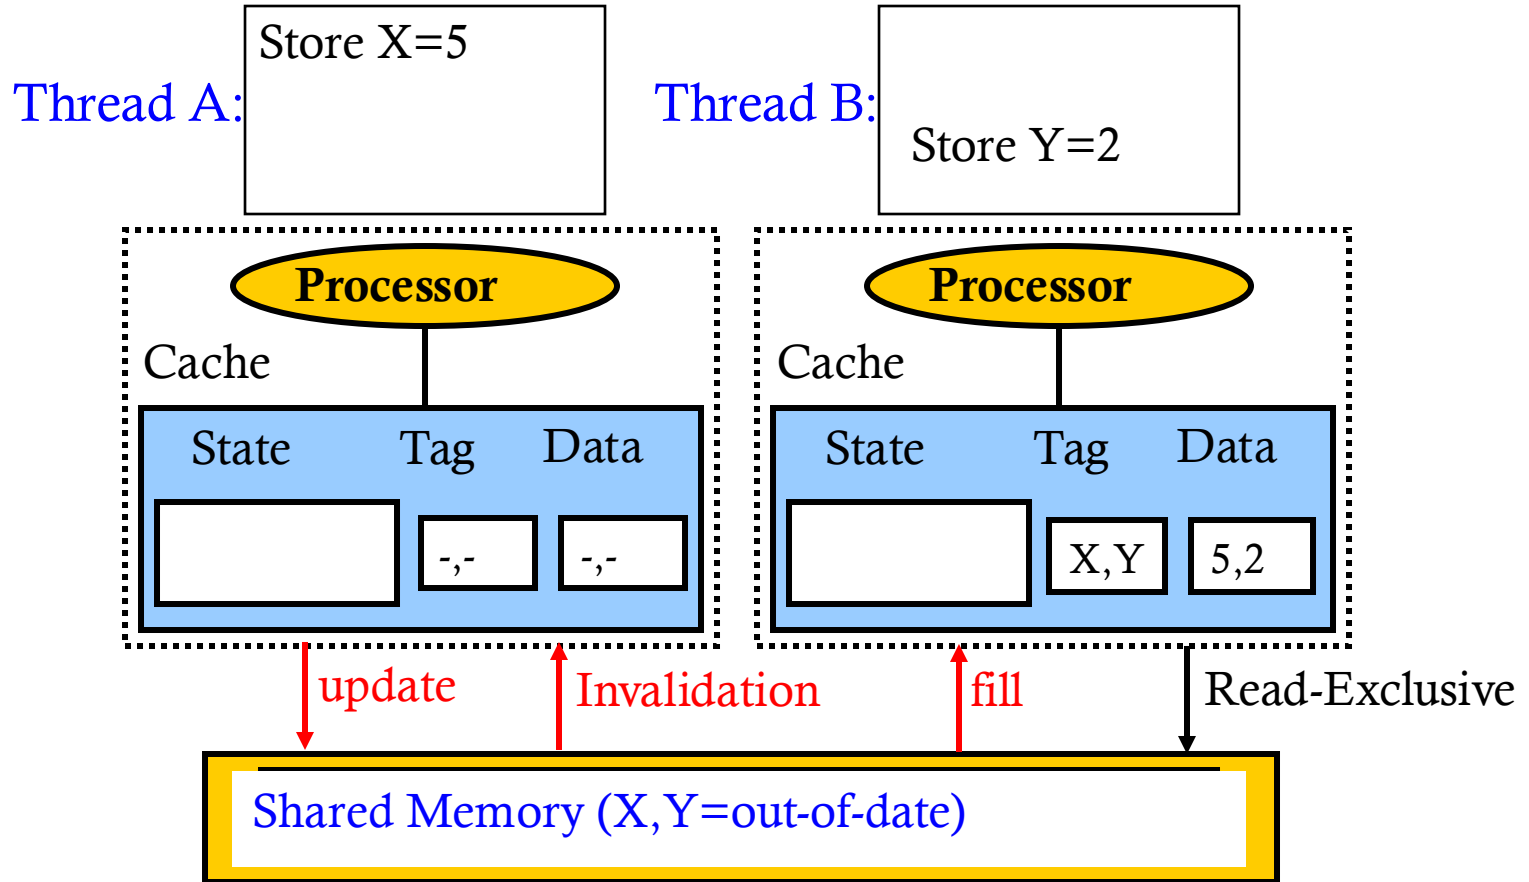 Store X=5
Thread A:
Thread B:
Store Y=2
Processor
Processor
Cache
Cache
State Tag Data
State Tag Data
-,- -,-
X,Y 5,2
update
Invalidation
fill
Read-Exclusive
Shared Memory (X,Y=out-of-date)